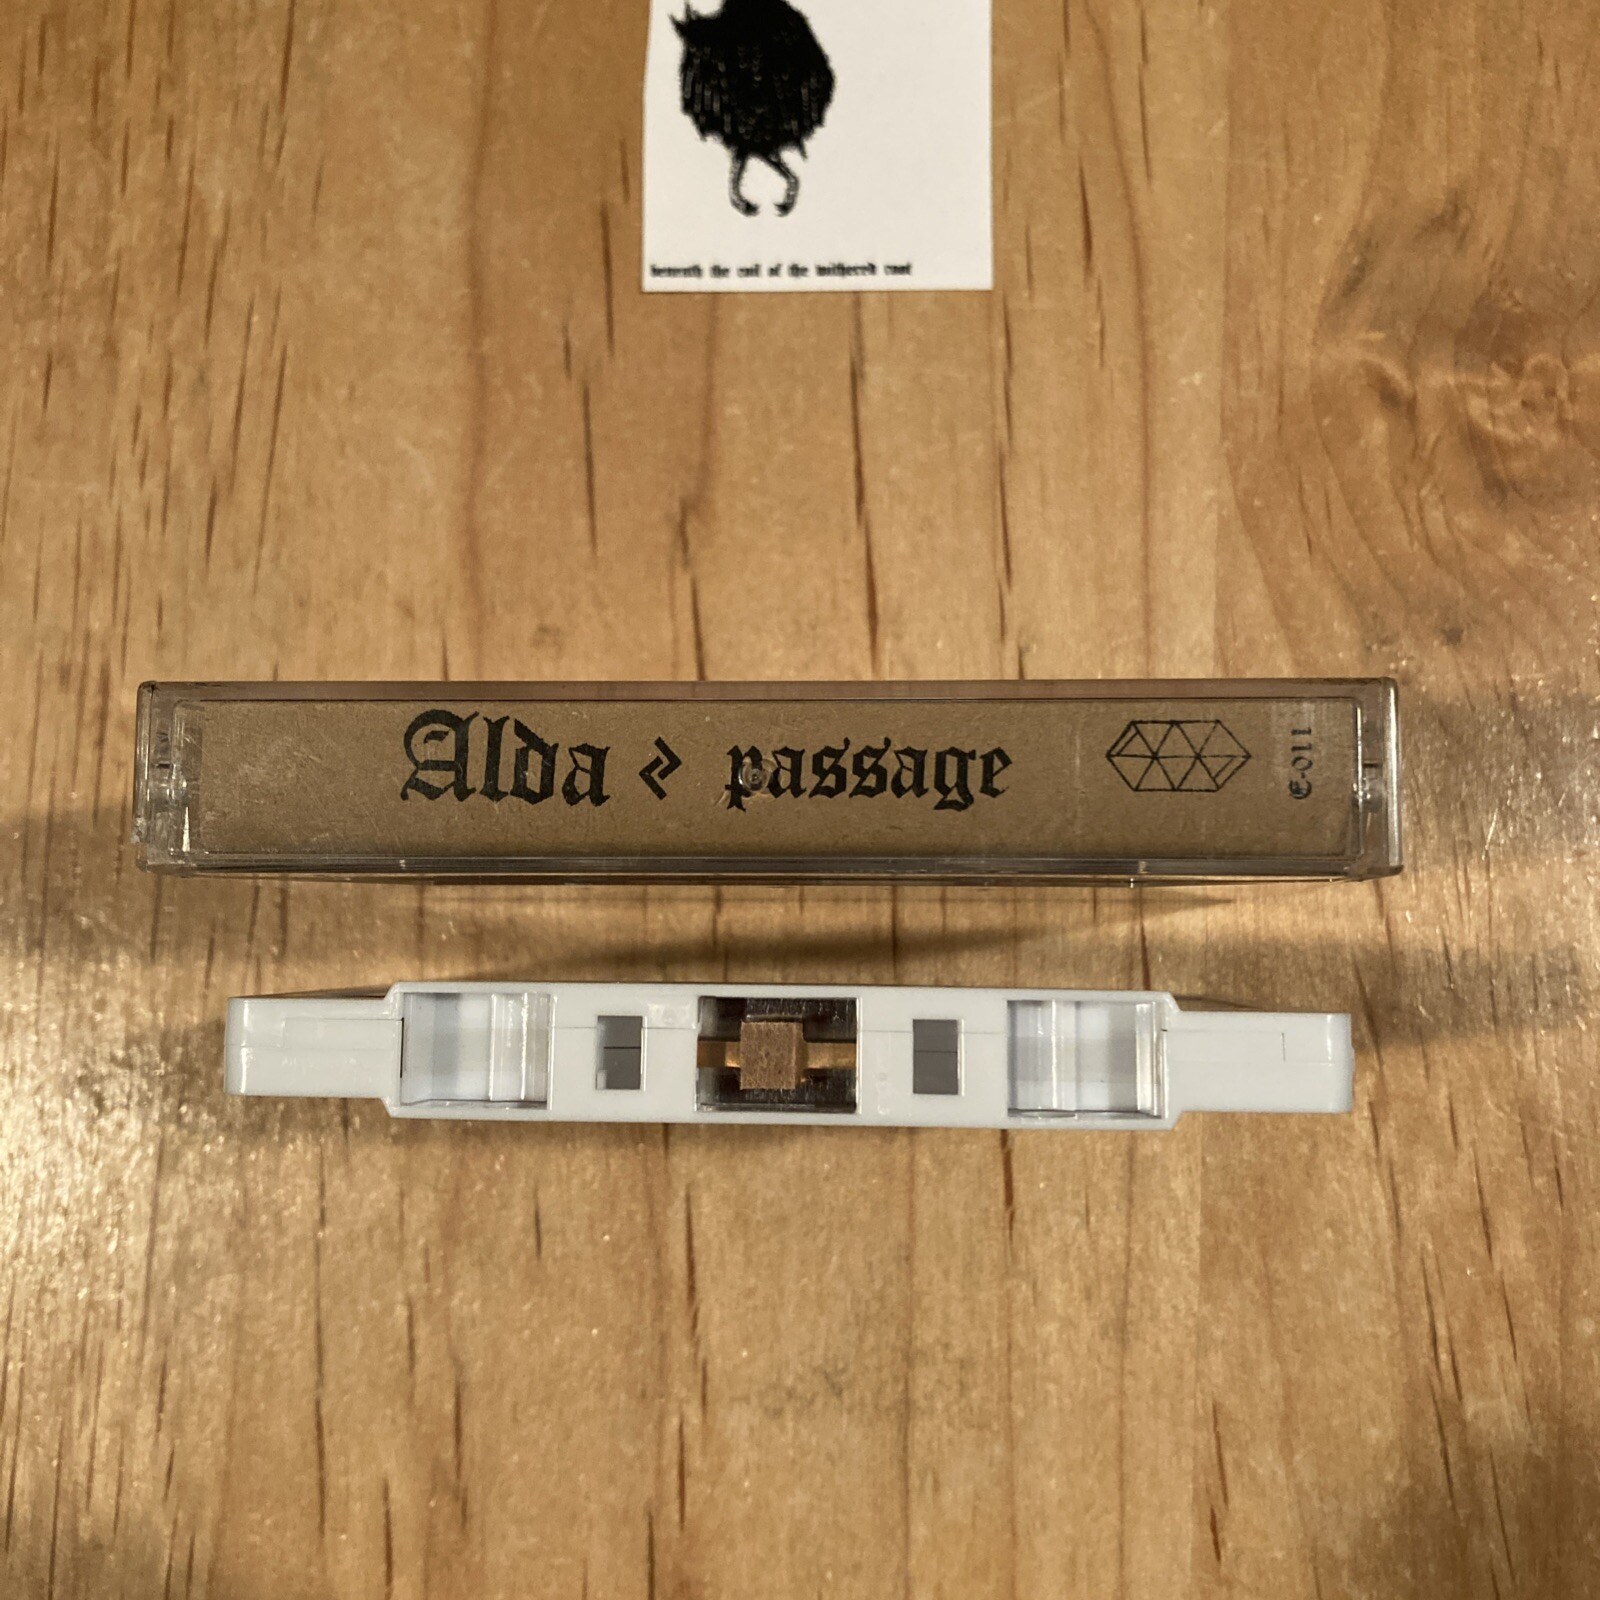 beneath the coil of the withered root
Alda passage
E-011